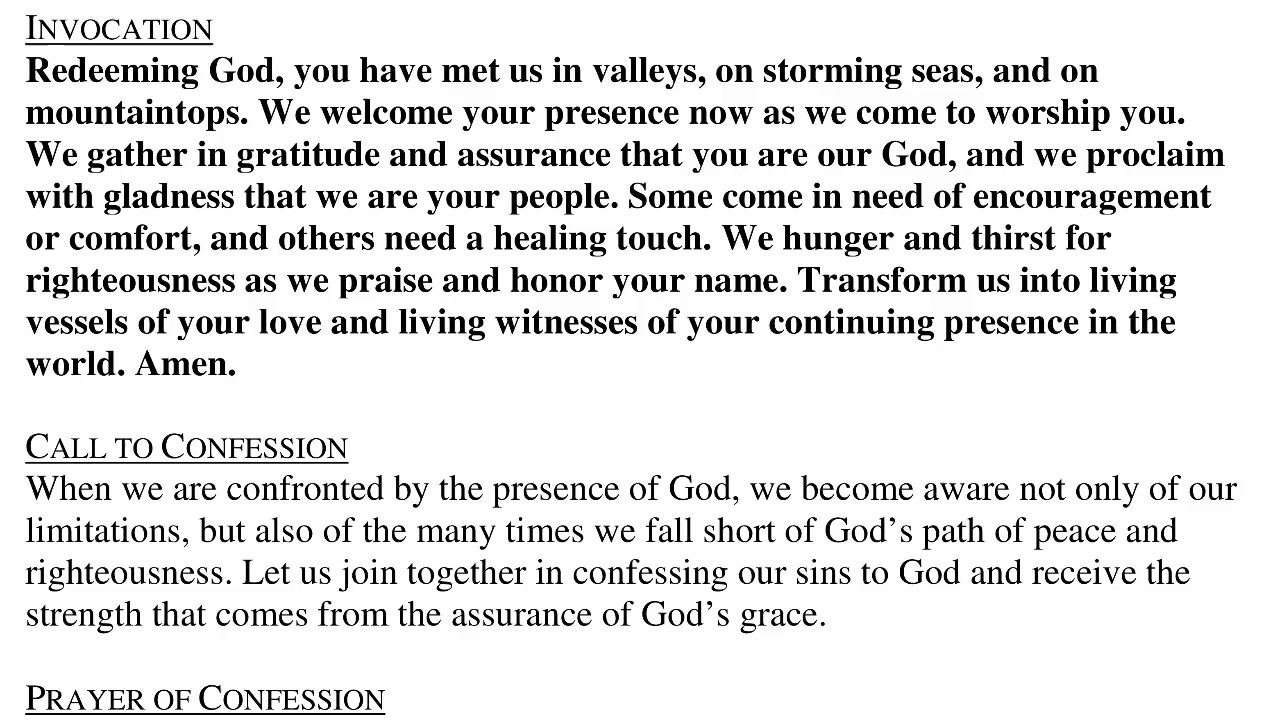 INVOCATION
Redeeming God, you have met us in valleys, on storming seas, and on
mountaintops. We welcome your presence now as we come to worship you.
We gather in gratitude and assurance that you are our God, and we proclaim
with gladness that we are your people. Some come in need of encouragement
or comfort, and others need a healing touch. We hunger and thirst for
righteousness as we praise and honor your name. Transform us into living
vessels of your love and living witnesses of your continuing presence in the
world. Amen.
CALL TO CONFESSION
When we are confronted by the presence of God, we become aware not only of our
limitations, but also of the many times we fall short of God’s path of peace and
righteousness. Let us join together in confessing our sins to God and receive the
strength that comes from the assurance of God’s grace.
PRAYER OF CONFESSION